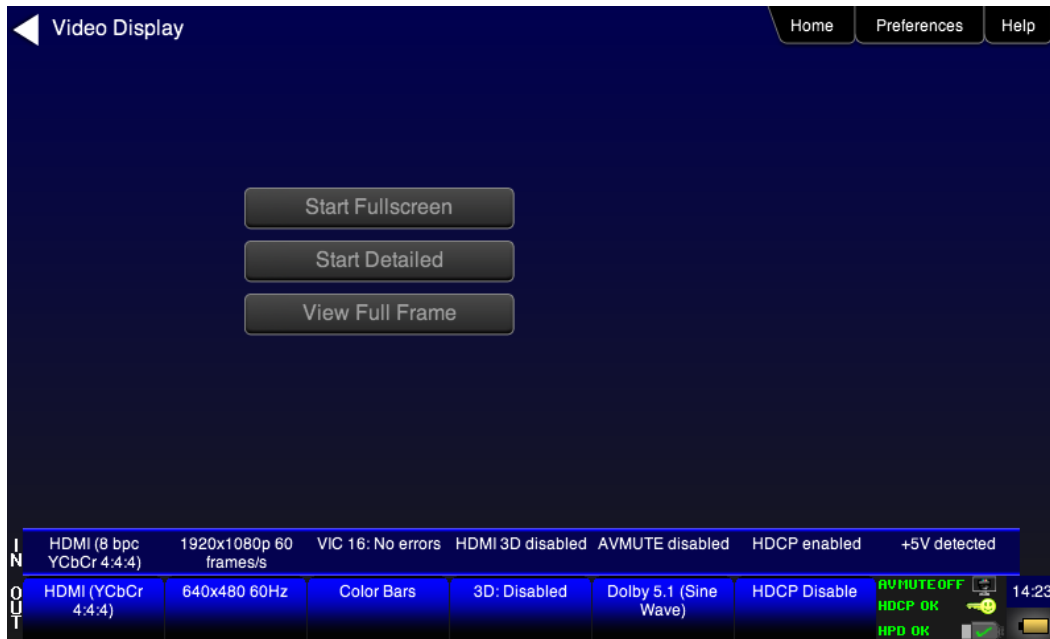 Video Display
Home
Preferences
Help
Start Fullscreen
Start Detailed
View Full Frame
IN
HDMI (8 bpc
YCbCr 4:4:4)
1920x1080p 60
frames/s
VIC 16: No errors
HDMI 3D disabled
AVMUTE disabled
HDCP enabled
+5V detected
OUT
HDMI (YCbCr
4:4:4)
640x480 60Hz
Color Bars
3D: Disabled
Dolby 5.1 (Sine
Wave)
HDCP Disable
AVMUTEOFF
HDCP OK
HPD OK
14:23